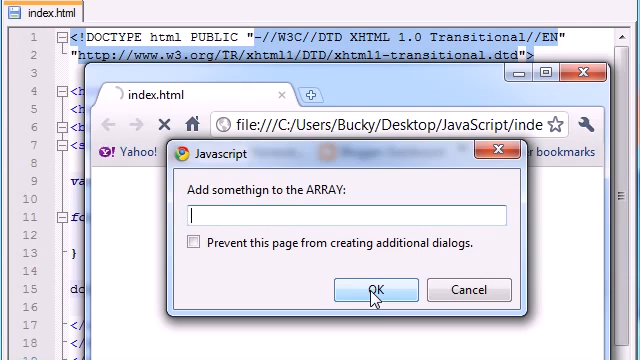 index.html
1 <!DOCTYPE html PUBLIC "-//W3C//DTD XHTML 1.0 Transitional//EN"
2 "http://www.w3.org/TR/xhtml1/DTD/xhtml1-transitional.dtd">
3
4 <h
5 <h
6 <b
7 <s
8
9 va
10
11 fo
12
13 }
14
15 do
16
17 </
18 </
19 </
index.html
file:///C:/Users/Bucky/Desktop/JavaScript/inde
Yahoo!
er bookmarks
Javascript
Add somethign to the ARRAY:
Prevent this page from creating additional dialogs.
OK
Cancel